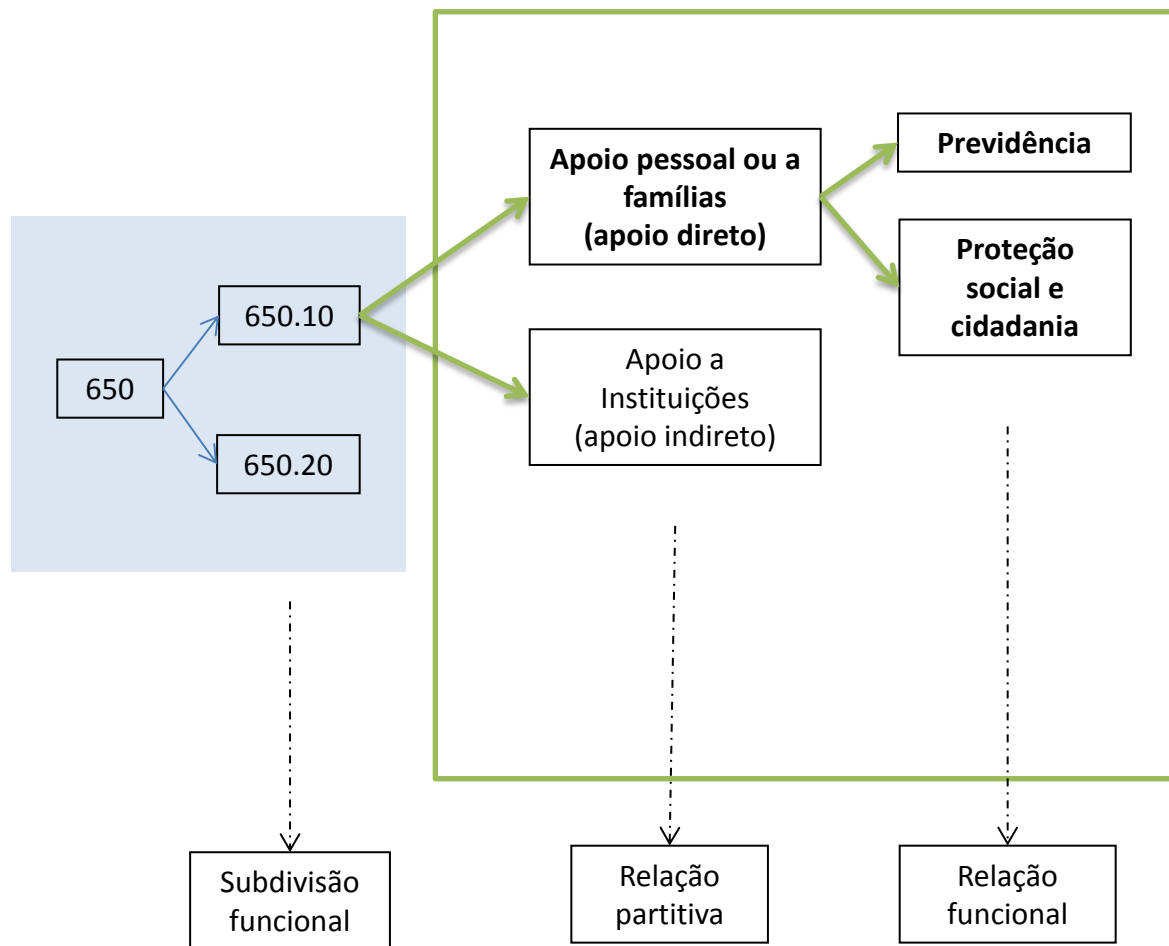 650
650.10
650.20
Apoio pessoal ou a
famílias
(apoio direto)
Apoio a
Instituições
(apoio indireto)
Previdência
Proteção
social e
cidadania
Subdivisão
funcional
Relação
partitiva
Relação
funcional